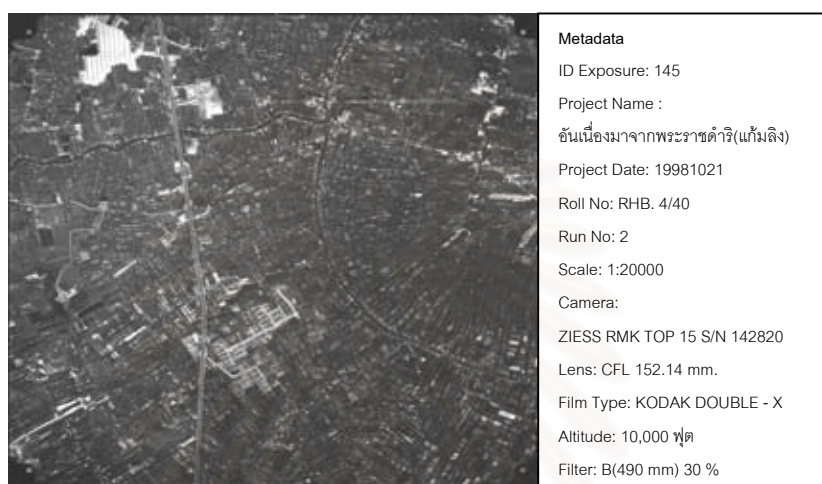 Metadata
ID Exposure: 145
Project Name :
อันเนื่องมาจากพระราชดำริ(แก้มลิง)
Project Date: 19981021
Roll No: RHB. 4/40
Run No: 2
Scale: 1:20000
Camera:
ZIESS RMK TOP 15 S/N 142820
Lens: CFL 152.14 mm.
Film Type: KODAK DOUBLE - X
Altitude: 10,000 ฟุต
Filter: B(490 mm) 30 %